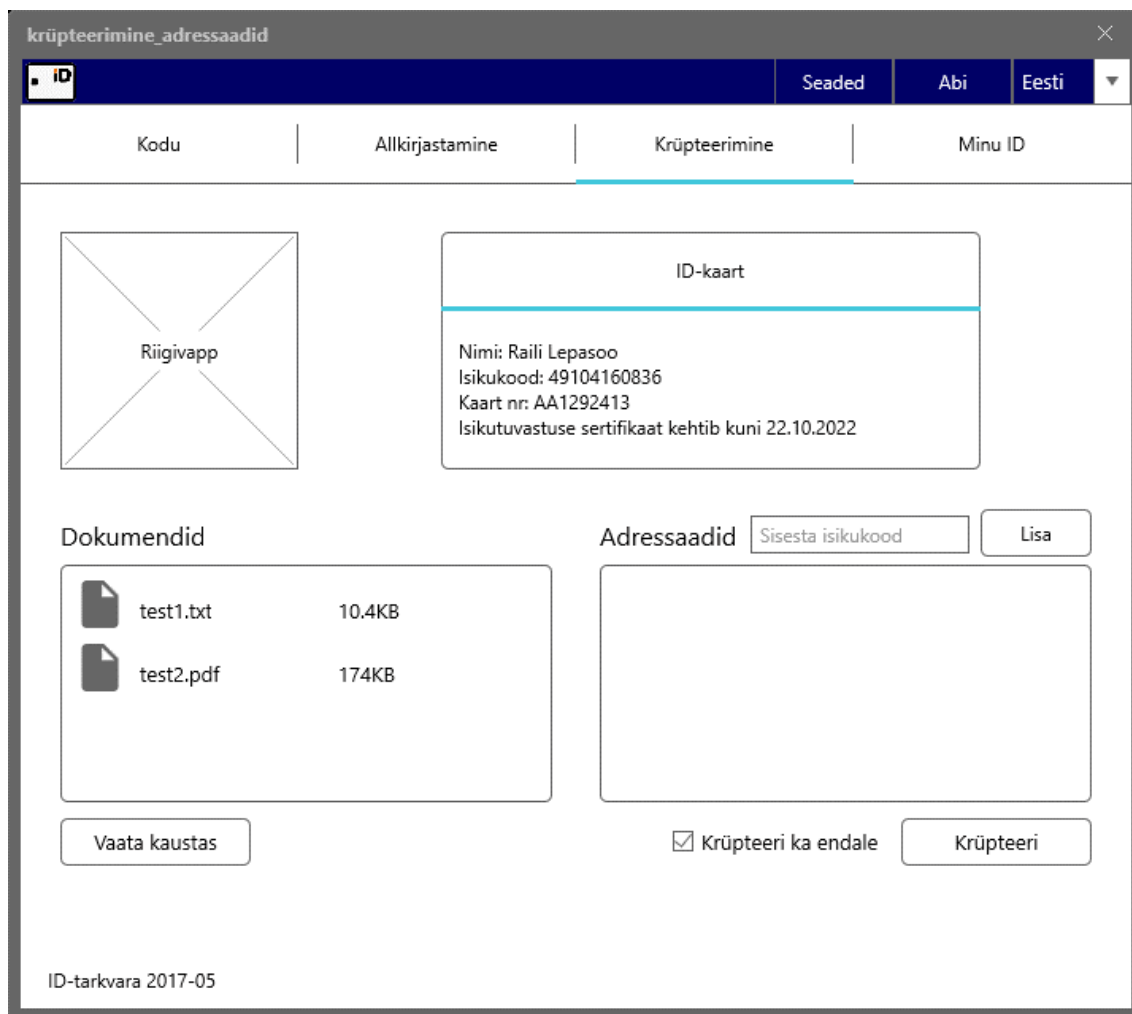 krüpteerimine_adressaadid
iD
Seaded Abi Eesti
Kodu Allkirjastamine Krüpteerimine Minu ID
Riigivapp
ID-kaart
Nimi: Raili Lepasoo
Isikukood: 49104160836
Kaart nr: AA1292413
Isikutuvastuse sertifikaat kehtib kuni 22.10.2022
Dokumendid
test1.txt 10.4KB
test2.pdf 174KB
Vaata kaustas
Adressaadid Sisesta isikukood Lisa
Krüpteeri ka endale Krüpteeri
ID-tarkvara 2017-05